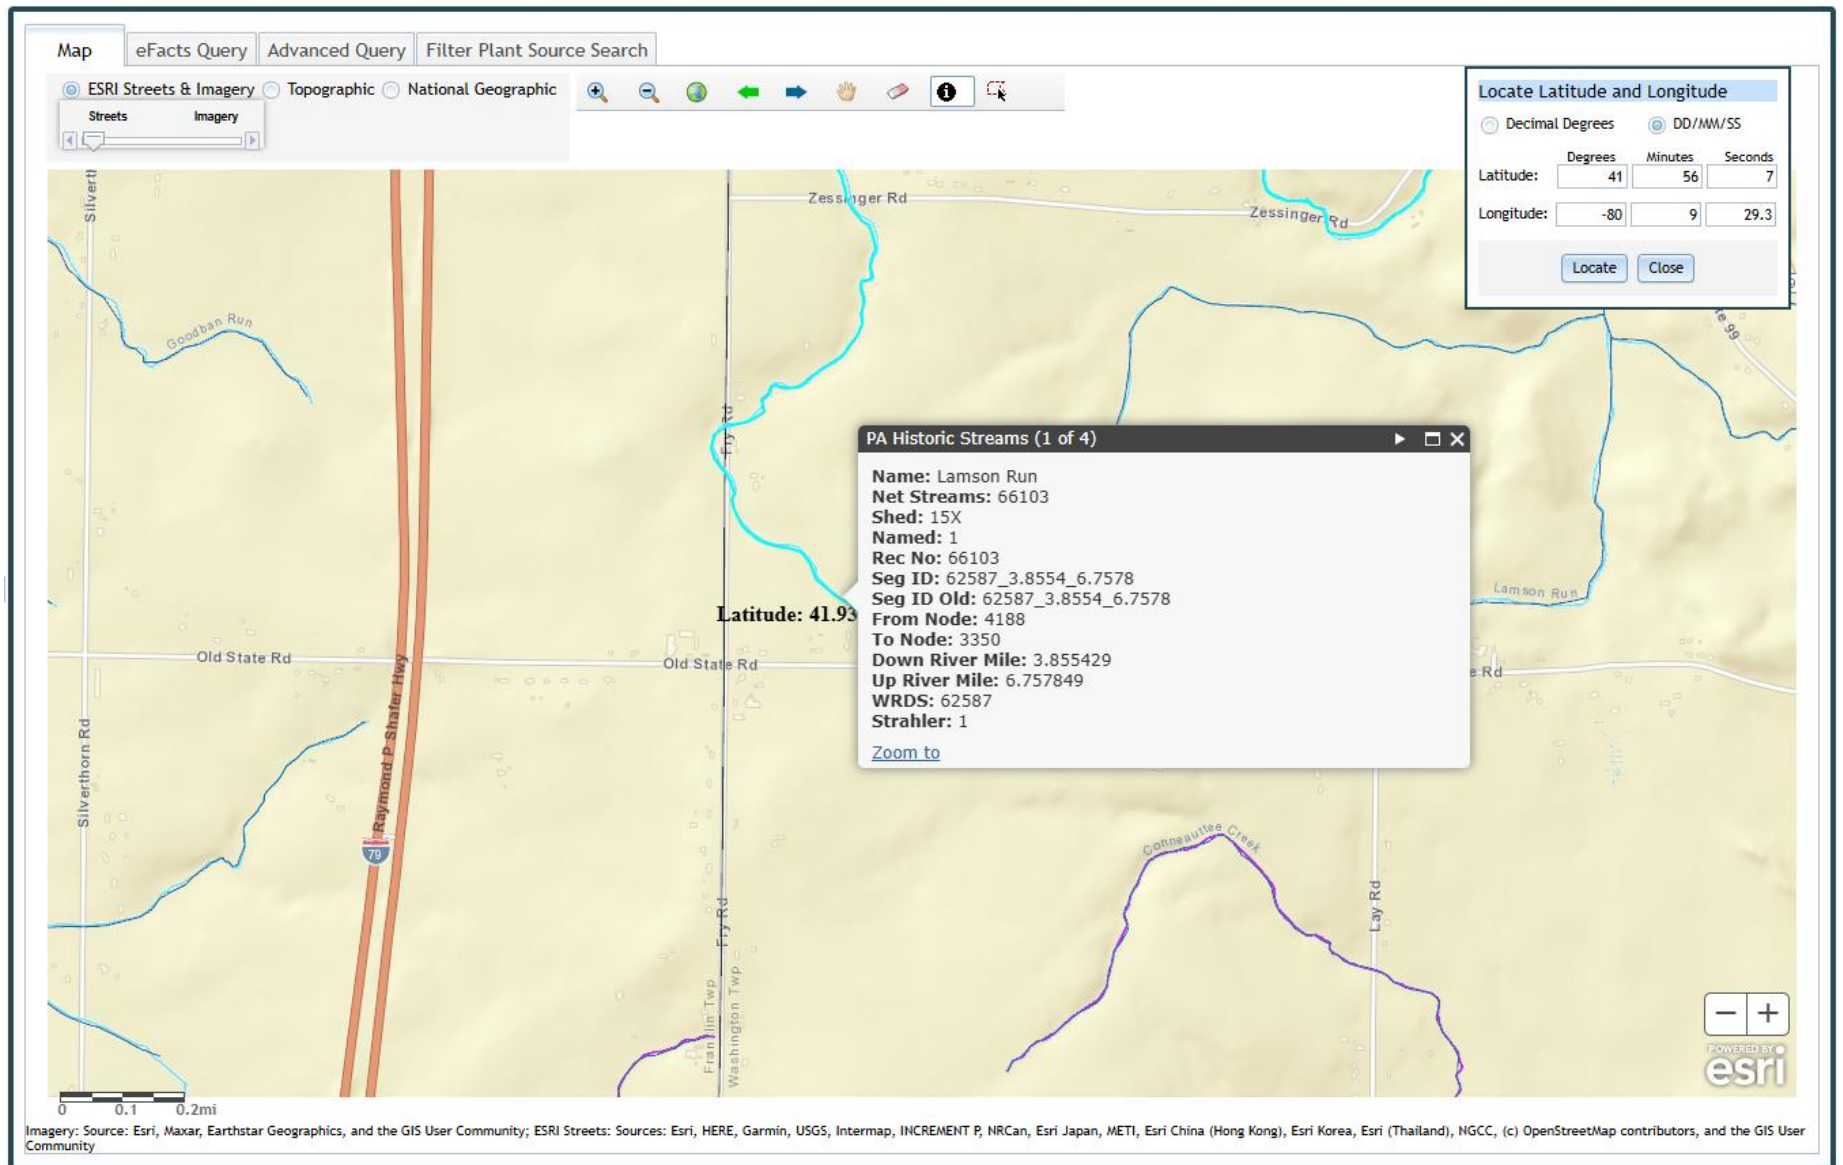 Map eFacts Query Advanced Query Filter Plant Source Search
ESRI Streets & Imagery Topographic National Geographic
Streets Imagery
Locate Latitude and Longitude
Decimal Degrees DD/MM/SS
Degrees Minutes Seconds
Latitude: 41 56 7
Longitude: -80 9 29.3
Locate Close
Silverth
Zessinger Rd
Zessinger Rd
Goodban Run
te 99
Fry Rd
PA Historic Streams (1 of 4)
Name: Lamson Run
Net Streams: 66103
Shed: 15X
Named: 1
Rec No: 66103
Seg ID: 62587_3.8554_6.7578
Seg ID Old: 62587_3.8554_6.7578
From Node: 4188
To Node: 3350
Down River Mile: 3.855429
Up River Mile: 6.757849
WRDS: 62587
Strahler: 1
Zoom to
Lamson Run
Latitude: 41.93
Old State Rd
Old State Rd
e Rd
Raymond P Shafer Hwy
Silverthorn Rd
79
Conneauttee Creek
Lay Rd
Fry Rd
Franklin Twp
Washington Twp
POWERED BY
esri
0 0.1 0.2mi
Imagery: Source: Esri, Maxar, Earthstar Geographics, and the GIS User Community; ESRI Streets: Sources: Esri, HERE, Garmin, USGS, Intermap, INCREMENT P, NRCan, Esri Japan, METI, Esri China (Hong Kong), Esri Korea, Esri (Thailand), NGCC, (c) OpenStreetMap contributors, and the GIS User
Community